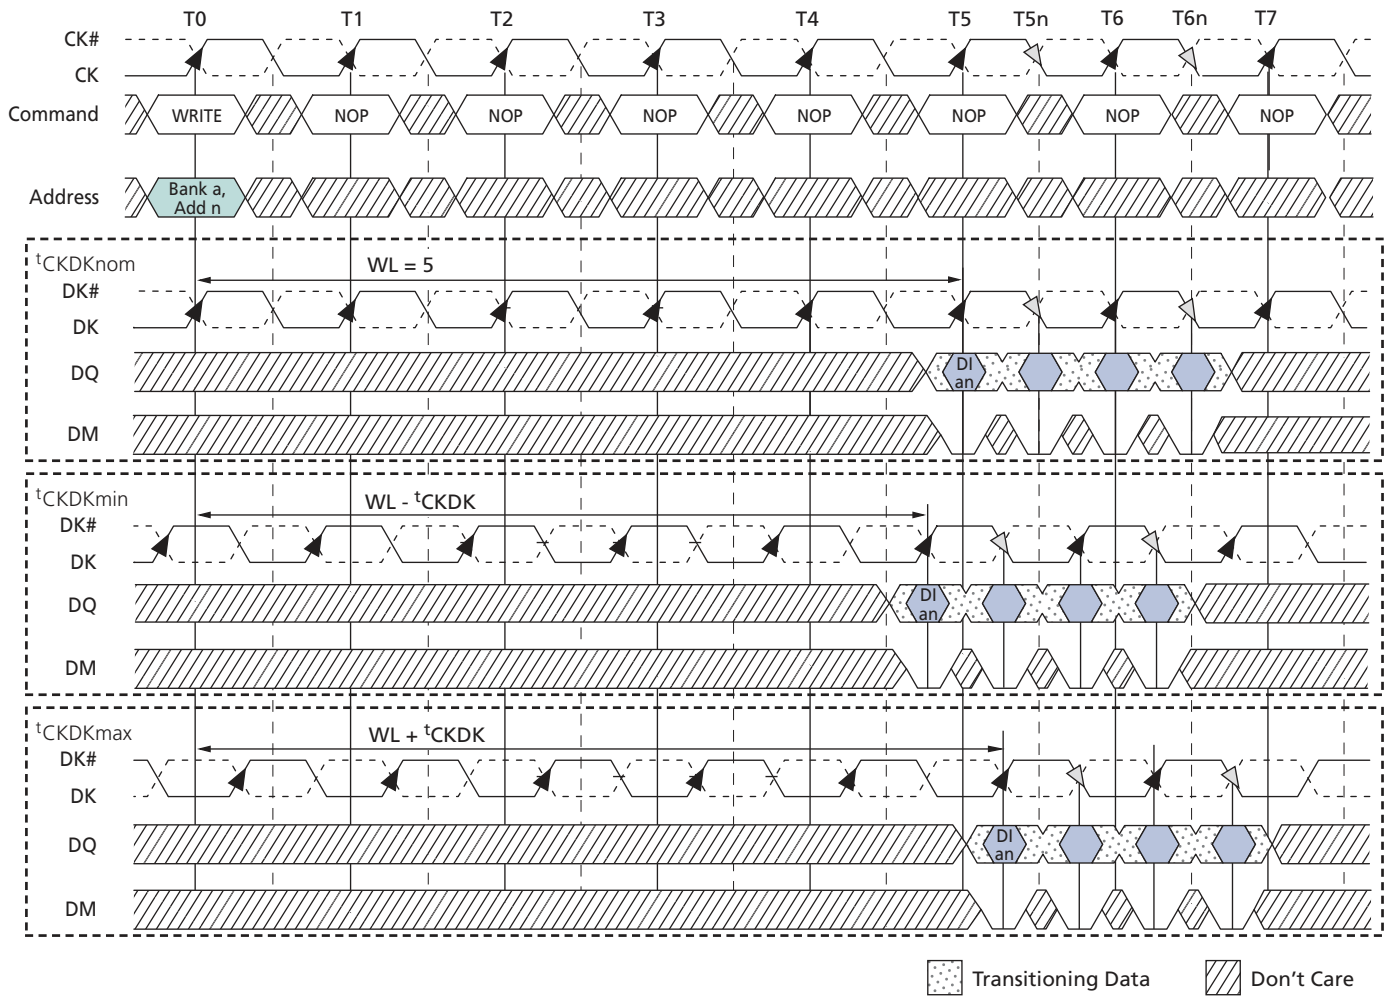 T0 T1 T2 T3 T4 T5 T5n T6 T6n T7
CK#
CK
Command WRITE NOP NOP NOP NOP NOP NOP NOP
Address Bank a,
Add n
tCKDKnom
WL = 5
DK#
DK
DQ DI
an
DM
tCKDKmin
WL - tCKDK
DK#
DK
DQ DI
an
DM
tCKDKmax
WL + tCKDK
DK#
DK
DQ DI
an
DM
Transitioning Data Don't Care